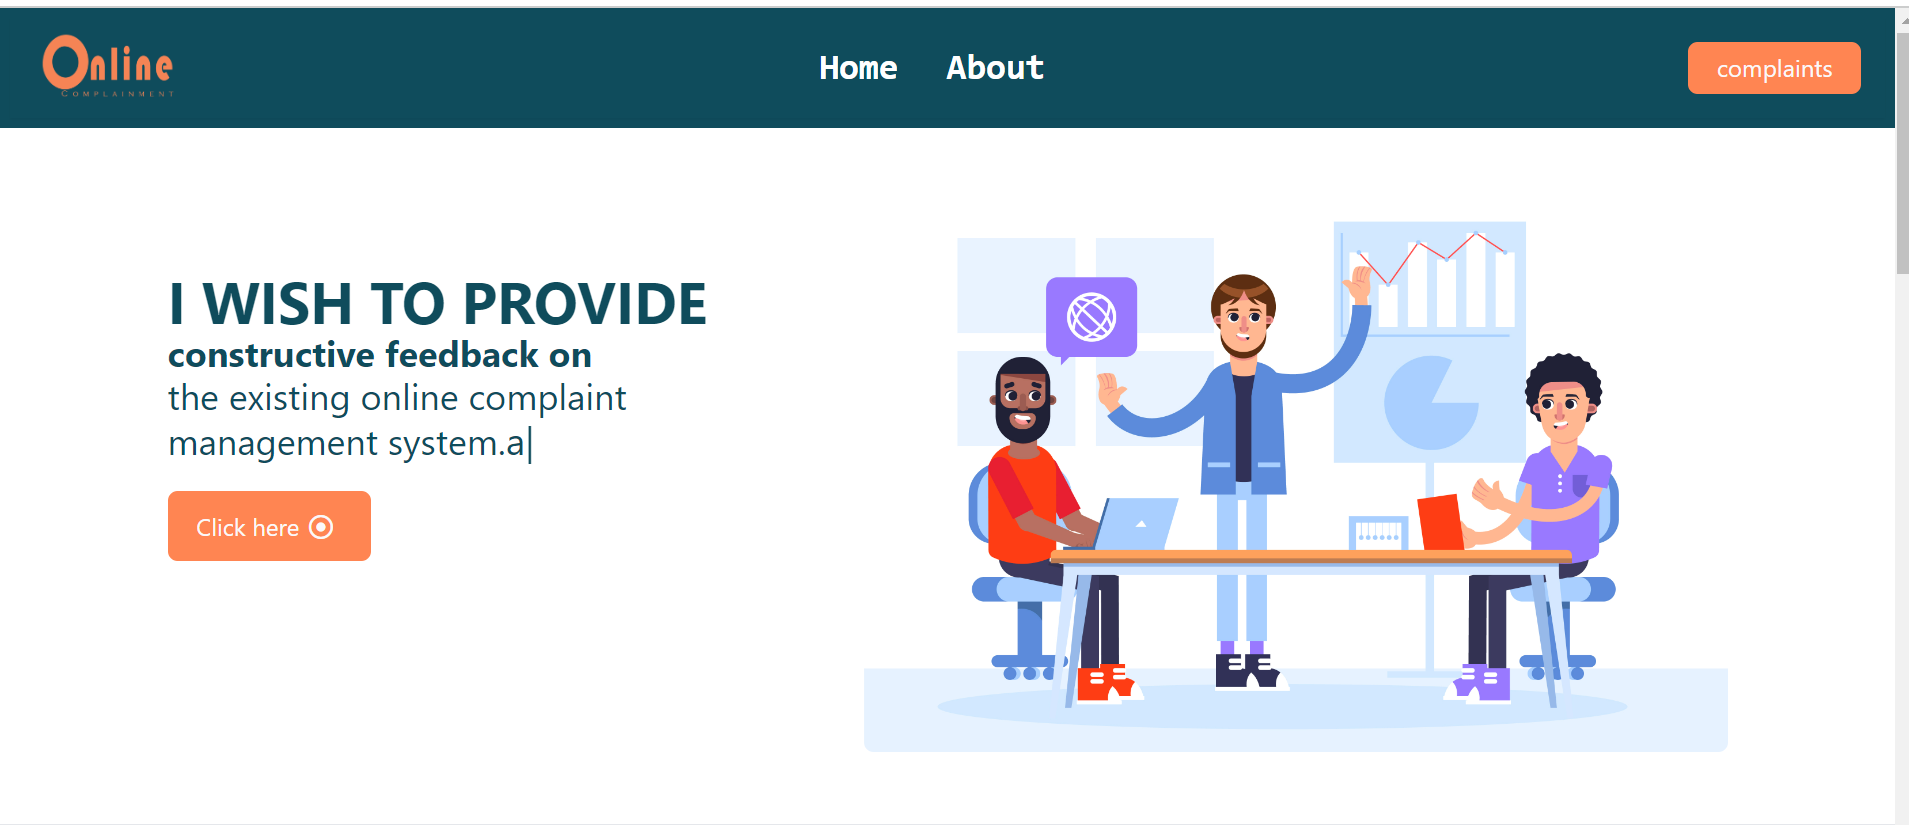 Online
COMPLAINMENT
Home About
complaints
I WISH TO PROVIDE
constructive feedback on
the existing online complaint
management system.a|
Click here